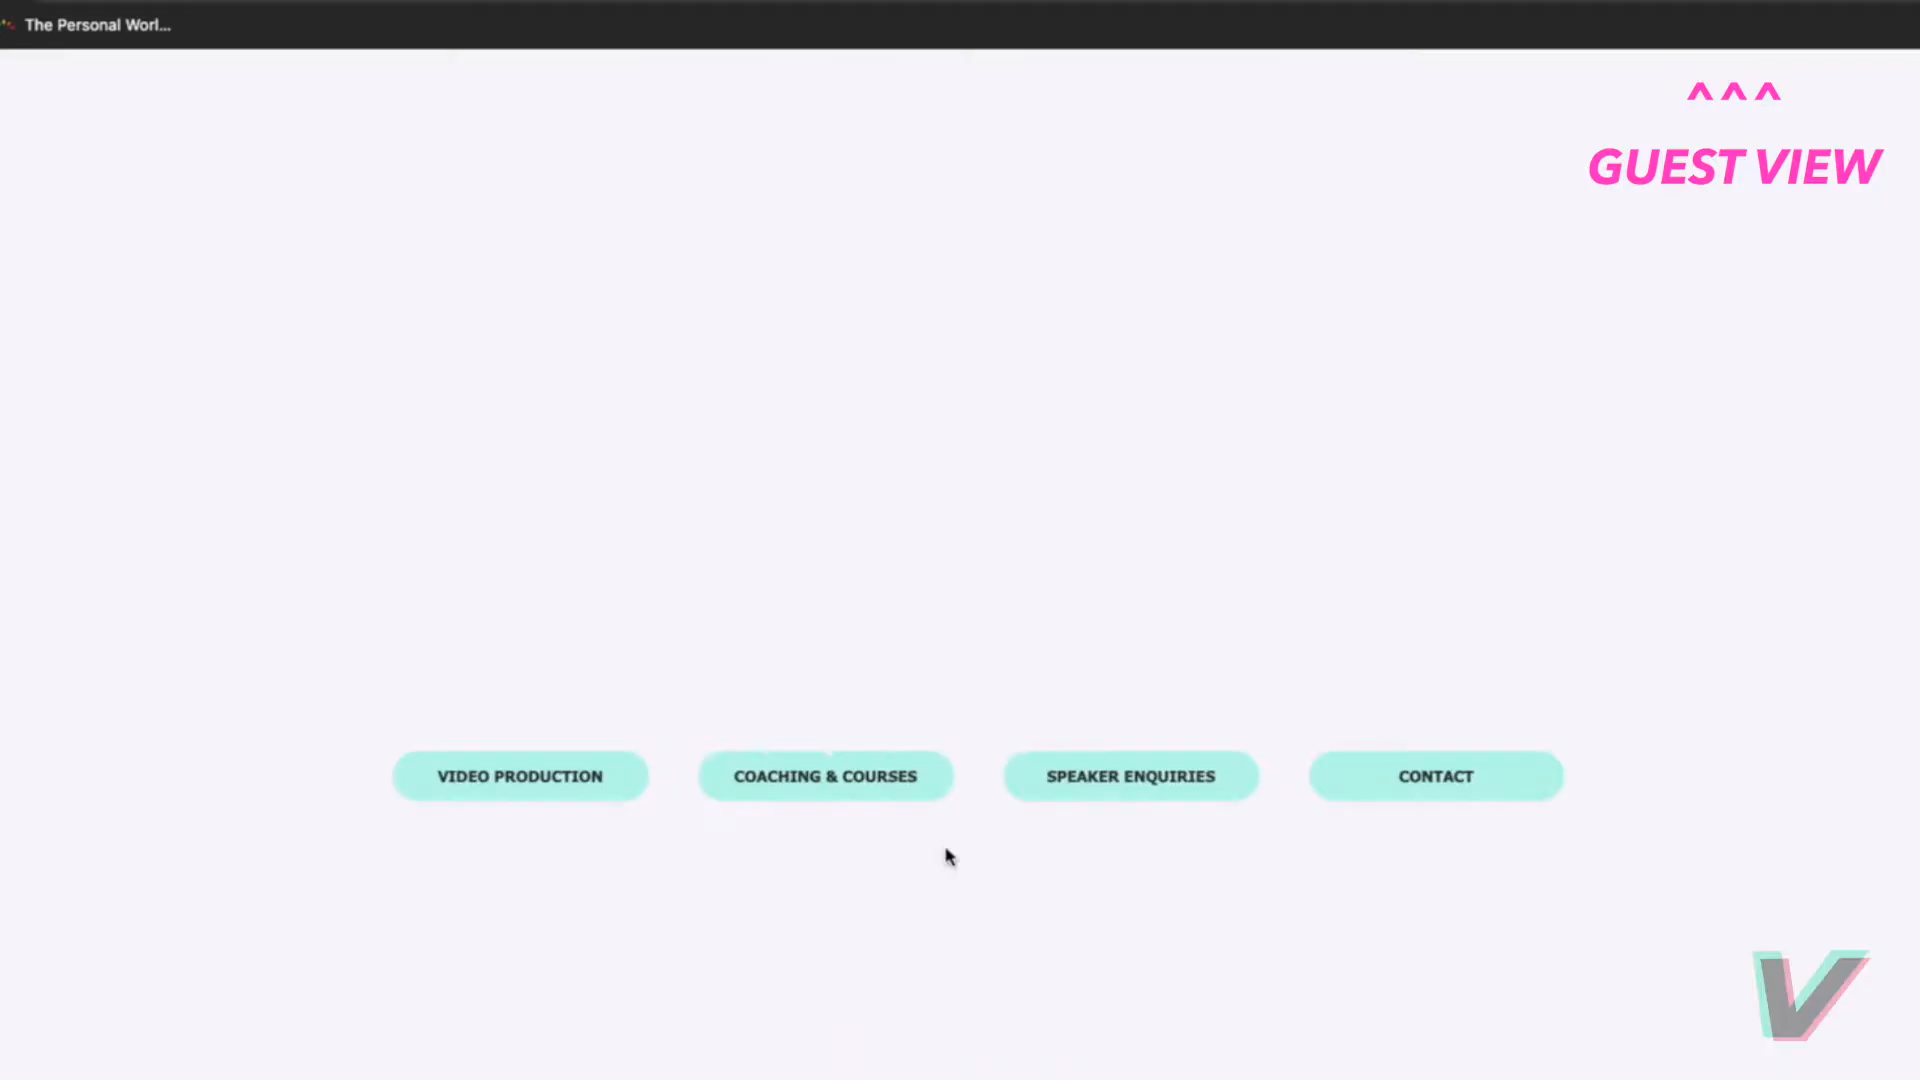 The Personal Worl...
^^^
GUEST VIEW
VIDEO PRODUCTION
COACHING & COURSES
SPEAKER ENQUIRIES
CONTACT
V